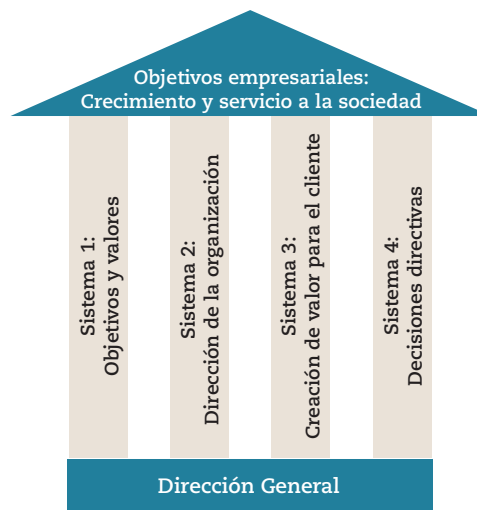 Objetivos empresariales:
Crecimiento y servicio a la sociedad
Sistema 1:
Objetivos y valores
Sistema 2:
Dirección de la organización
Sistema 3:
Creación de valor para el cliente
Sistema 4:
Decisiones directivas
Dirección General